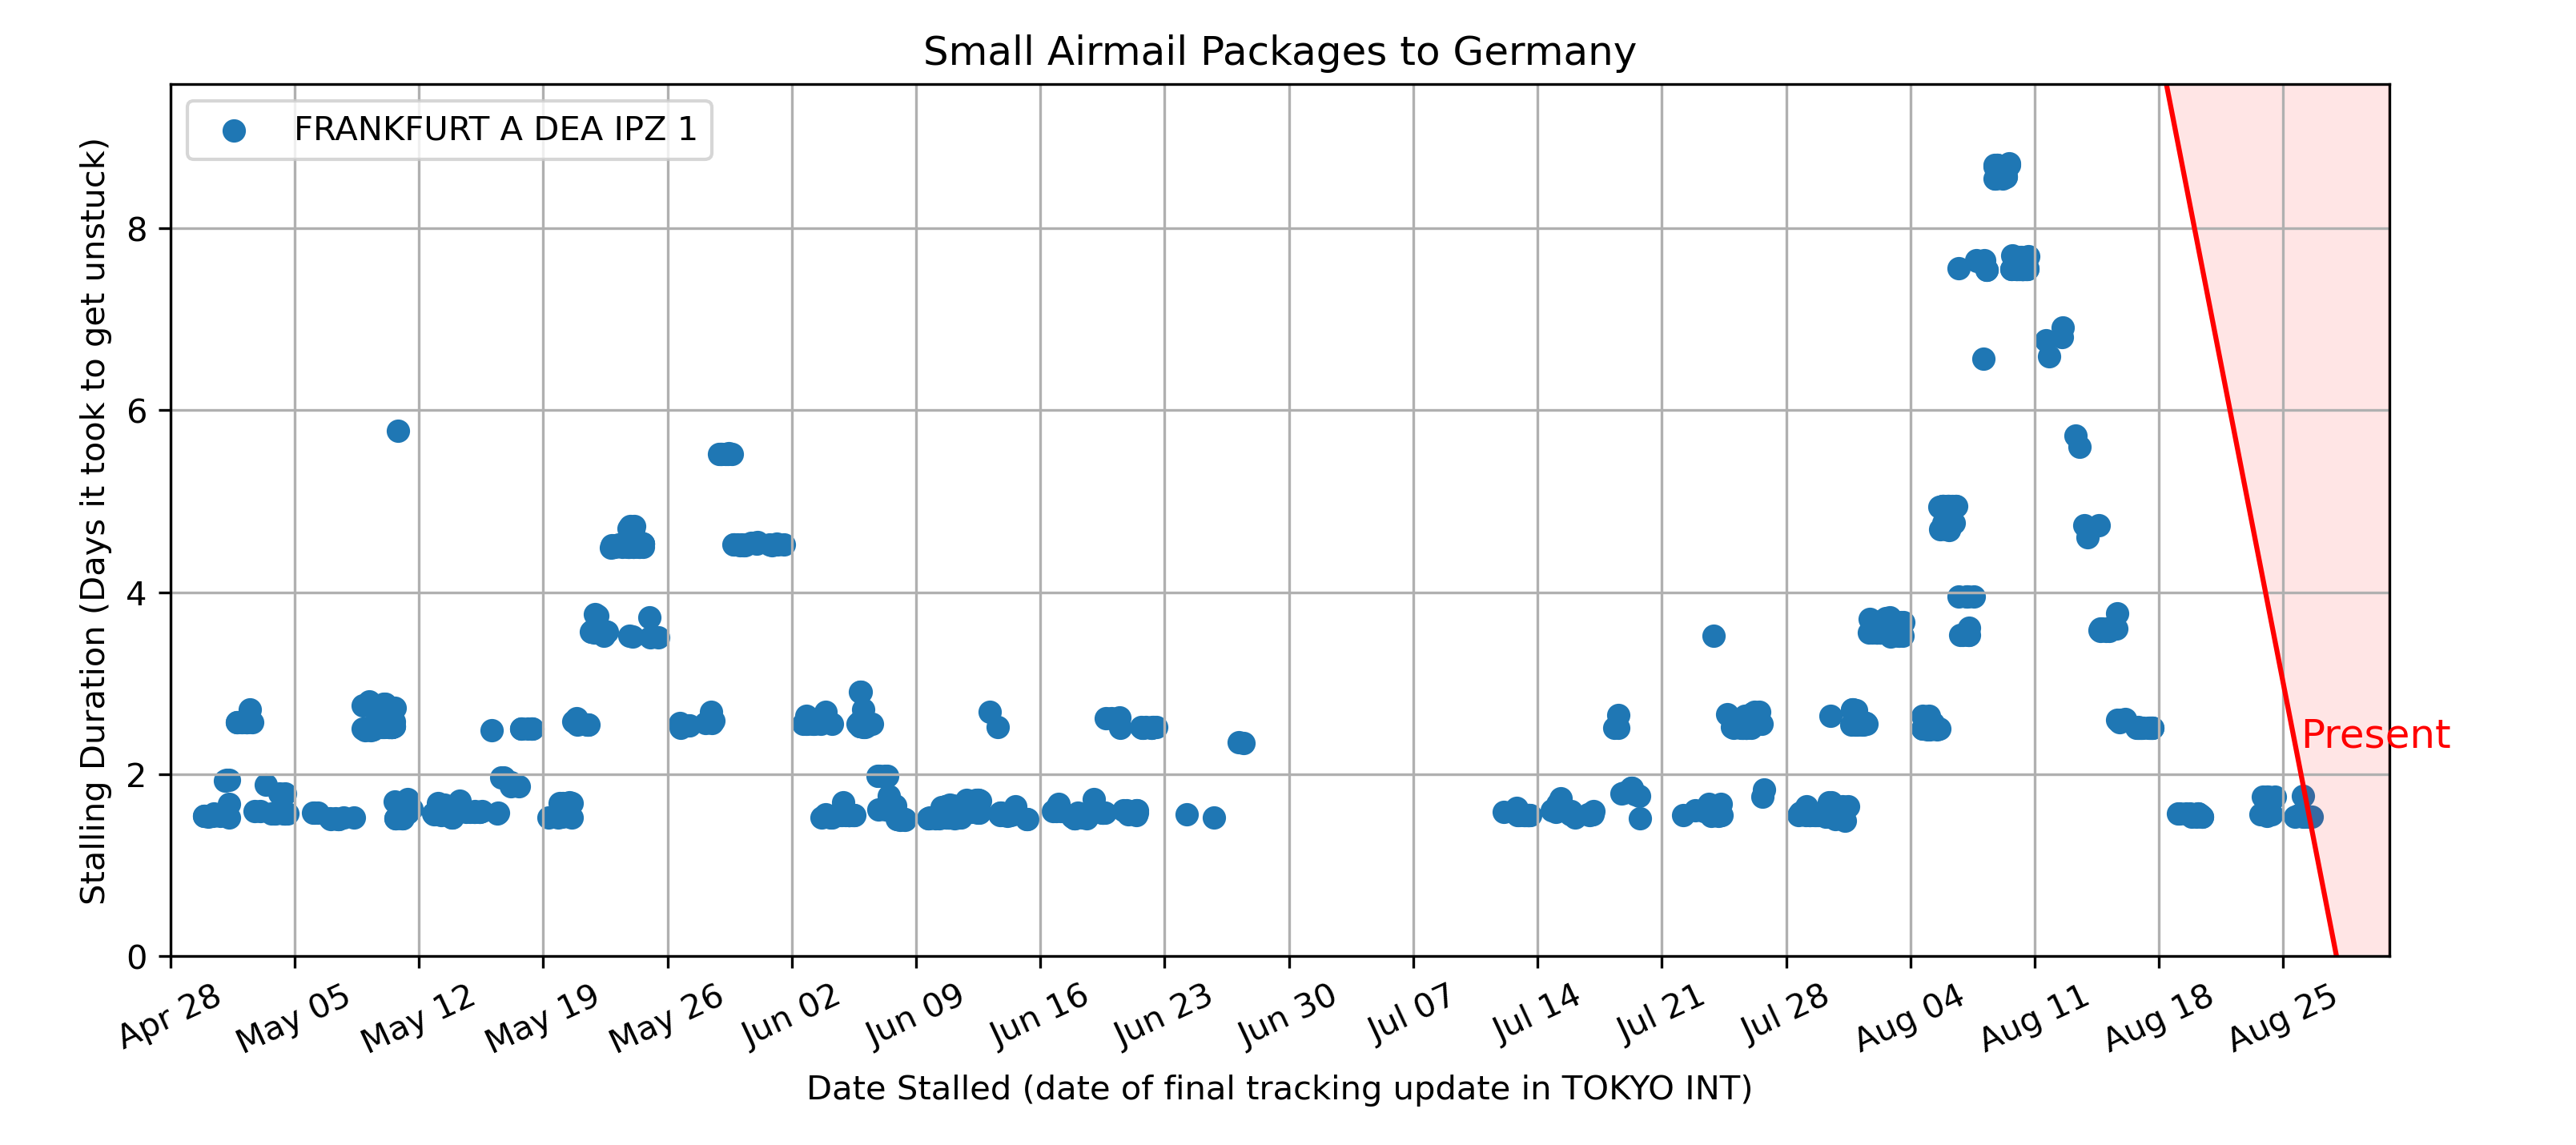 Small Airmail Packages to Germany
FRANKFURT A DEA IPZ 1
Stalling Duration (Days it took to get unstuck)
8
6
4
2
0
Present
Apr 28 May 05 May 12 May 19 May 26 Jun 02 Jun 09 Jun 16 Jun 23 Jun 30 Jul 07 Jul 14 Jul 21 Jul 28 Aug 04 Aug 11 Aug 18 Aug 25
Date Stalled (date of final tracking update in TOKYO INT)